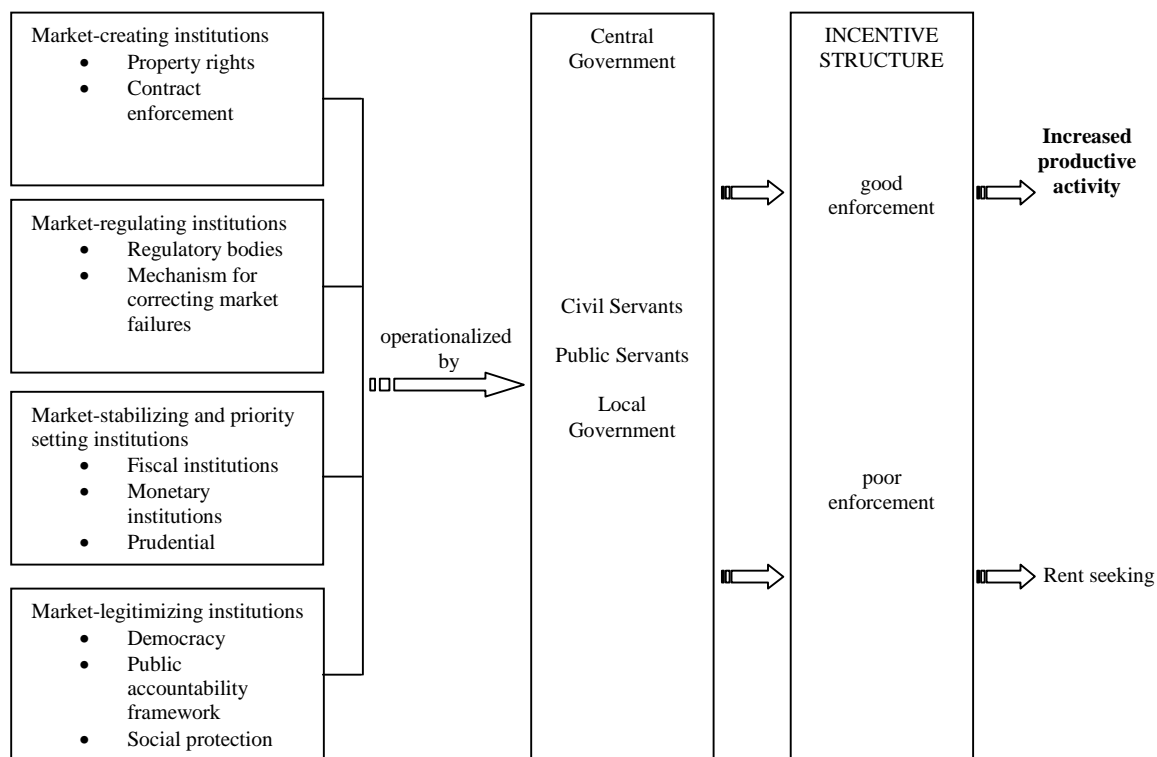 Market-creating institutions
• Property rights
• Contract
enforcement
Market-regulating institutions
• Regulatory bodies
• Mechanism for
correcting market
failures
Market-stabilizing and priority
setting institutions
• Fiscal institutions
• Monetary
institutions
• Prudential
Market-legitimizing institutions
• Democracy
• Public
accountability
framework
• Social protection
operationalized
by
Central
Government
Civil Servants
Public Servants
Local
Government
INCENTIVE
STRUCTURE
good
enforcement
poor
enforcement
Increased
productive
activity
Rent seeking